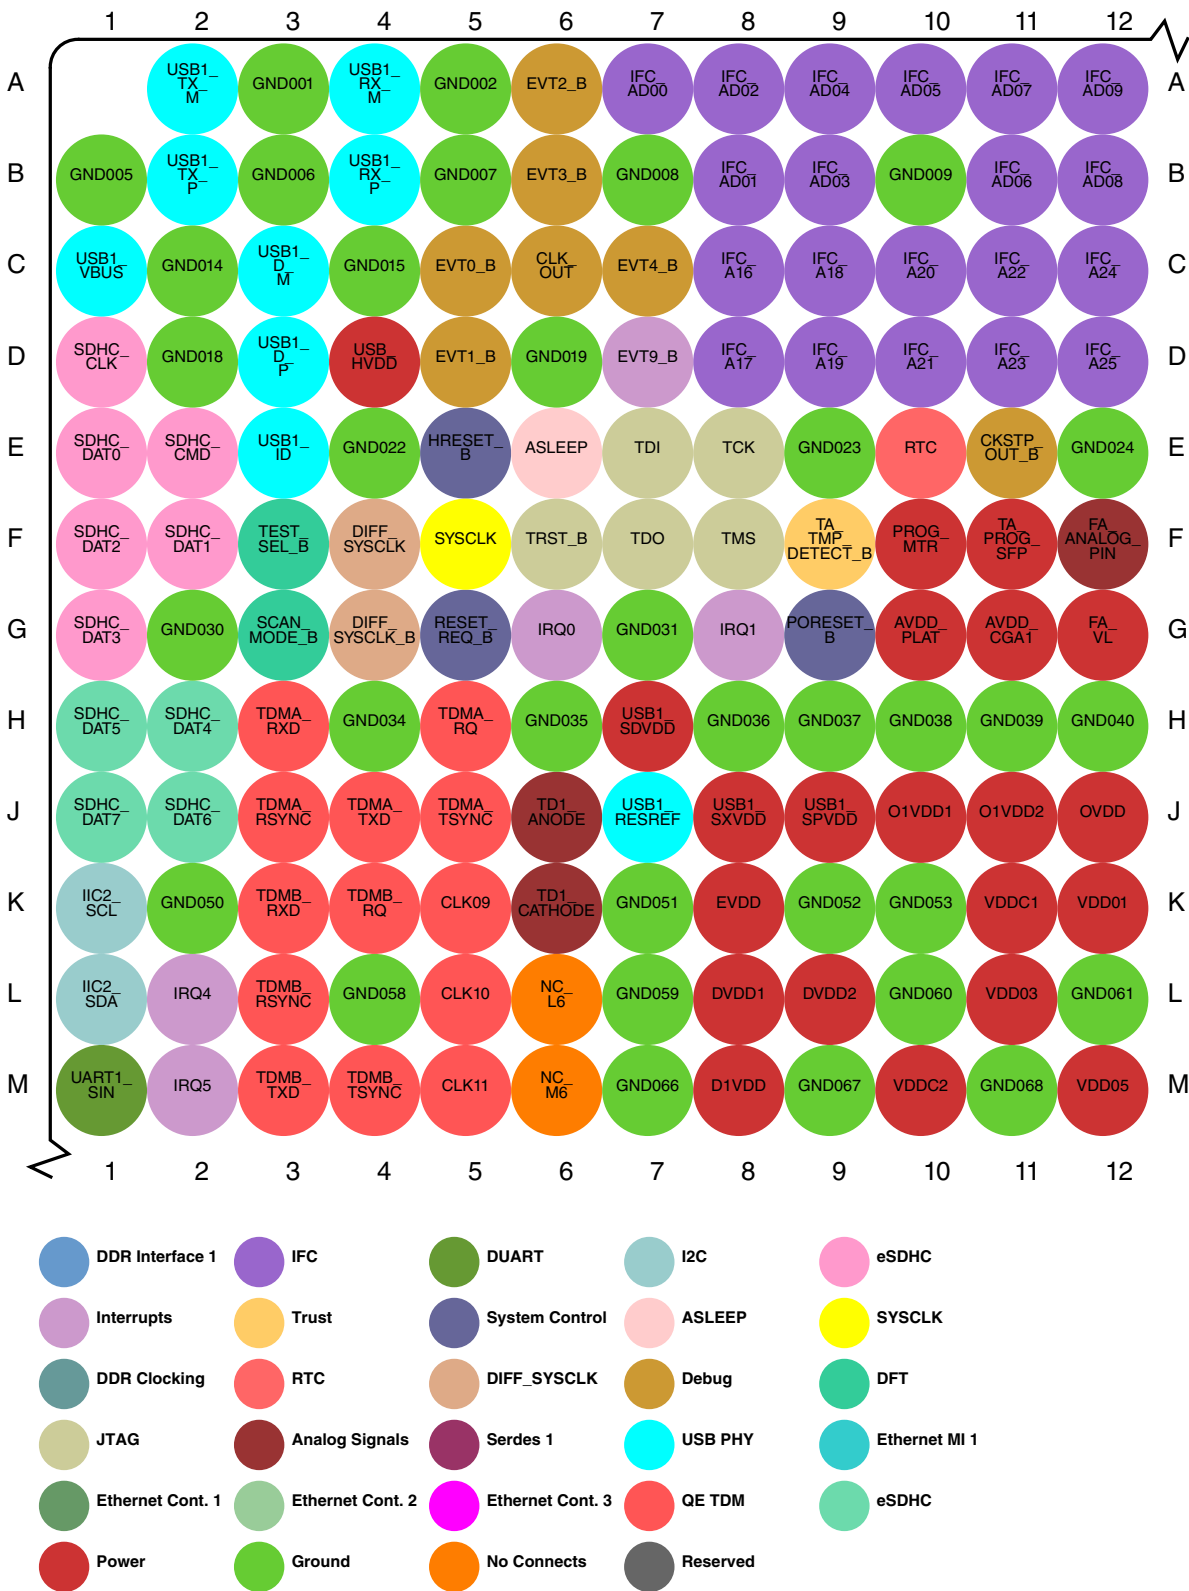 1 2 3 4 5 6 7 8 9 10 11 12
A USB1_TX_M GND001 USB1_RX_M GND002 EVT2_B IFC_AD00 IFC_AD02 IFC_AD04 IFC_AD05 IFC_AD07 IFC_AD09 A
B GND005 USB1_TX_P GND006 USB1_RX_P GND007 EVT3_B GND008 IFC_AD01 IFC_AD03 GND009 IFC_AD06 IFC_AD08 B
C USB1_VBUS GND014 USB1_D_M GND015 EVT0_B CLK_OUT EVT4_B IFC_A16 IFC_A18 IFC_A20 IFC_A22 IFC_A24 C
D SDHC_CLK GND018 USB1_D_P USB_HVDD EVT1_B GND019 EVT9_B IFC_A17 IFC_A19 IFC_A21 IFC_A23 IFC_A25 D
E SDHC_DAT0 SDHC_CMD USB1_ID GND022 HRESET_B ASLEEP TDI TCK GND023 RTC CKSTP_OUT_B GND024 E
F SDHC_DAT2 SDHC_DAT1 TEST_SEL_B DIFF_SYSCLK SYSCLK TRST_B TDO TMS TA_TMP_DETECT_B PROG_MTR TA_PROG_SFP FA_ANALOG_PIN F
G SDHC_DAT3 GND030 SCAN_MODE_B DIFF_SYSCLK_B RESET_REQ_B IRQ0 GND031 IRQ1 PORESET_B AVDD_PLAT AVDD_CGA1 FA_VL G
H SDHC_DAT5 SDHC_DAT4 TDMA_RXD GND034 TDMA_RQ GND035 USB1_SDVDD GND036 GND037 GND038 GND039 GND040 H
J SDHC_DAT7 SDHC_DAT6 TDMA_RSYNC TDMA_TXD TDMA_TSYNC TD1_ANODE USB1_RESREF USB1_SXVDD USB1_SPVDD O1VDD1 O1VDD2 OVDD J
K IIC2_SCL GND050 TDMB_RXD TDMB_RQ CLK09 TD1_CATHODE GND051 EVDD GND052 GND053 VDDC1 VDD01 K
L IIC2_SDA IRQ4 TDMB_RSYNC GND058 CLK10 NC_L6 GND059 DVDD1 DVDD2 GND060 VDD03 GND061 L
M UART1_SIN IRQ5 TDMB_TXD TDMB_TSYNC CLK11 NC_M6 GND066 D1VDD GND067 VDDC2 GND068 VDD05 M
1 2 3 4 5 6 7 8 9 10 11 12
DDR Interface 1 IFC DUART I2C eSDHC
Interrupts Trust System Control ASLEEP SYSCLK
DDR Clocking RTC DIFF_SYSCLK Debug DFT
JTAG Analog Signals Serdes 1 USB PHY Ethernet MI 1
Ethernet Cont. 1 Ethernet Cont. 2 Ethernet Cont. 3 QE TDM eSDHC
Power Ground No Connects Reserved